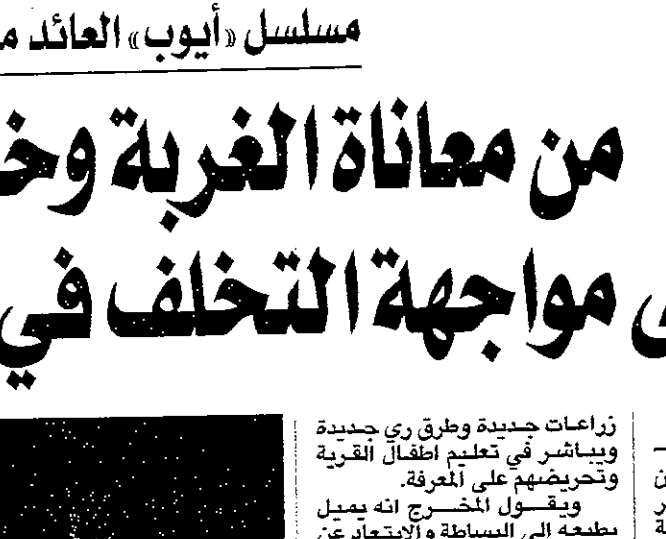 مسلسل «أيوب» العائد
من معاناة الغربة
مواجهة التخلف في
زراعات جديدة وطرق ري جديدة
ويباشر في تعليم اطفال القرية
وتحريضهم على المعرفة.
ويقول المخرج انه يميل
بطبعه الى البساطة والابتعاد عن